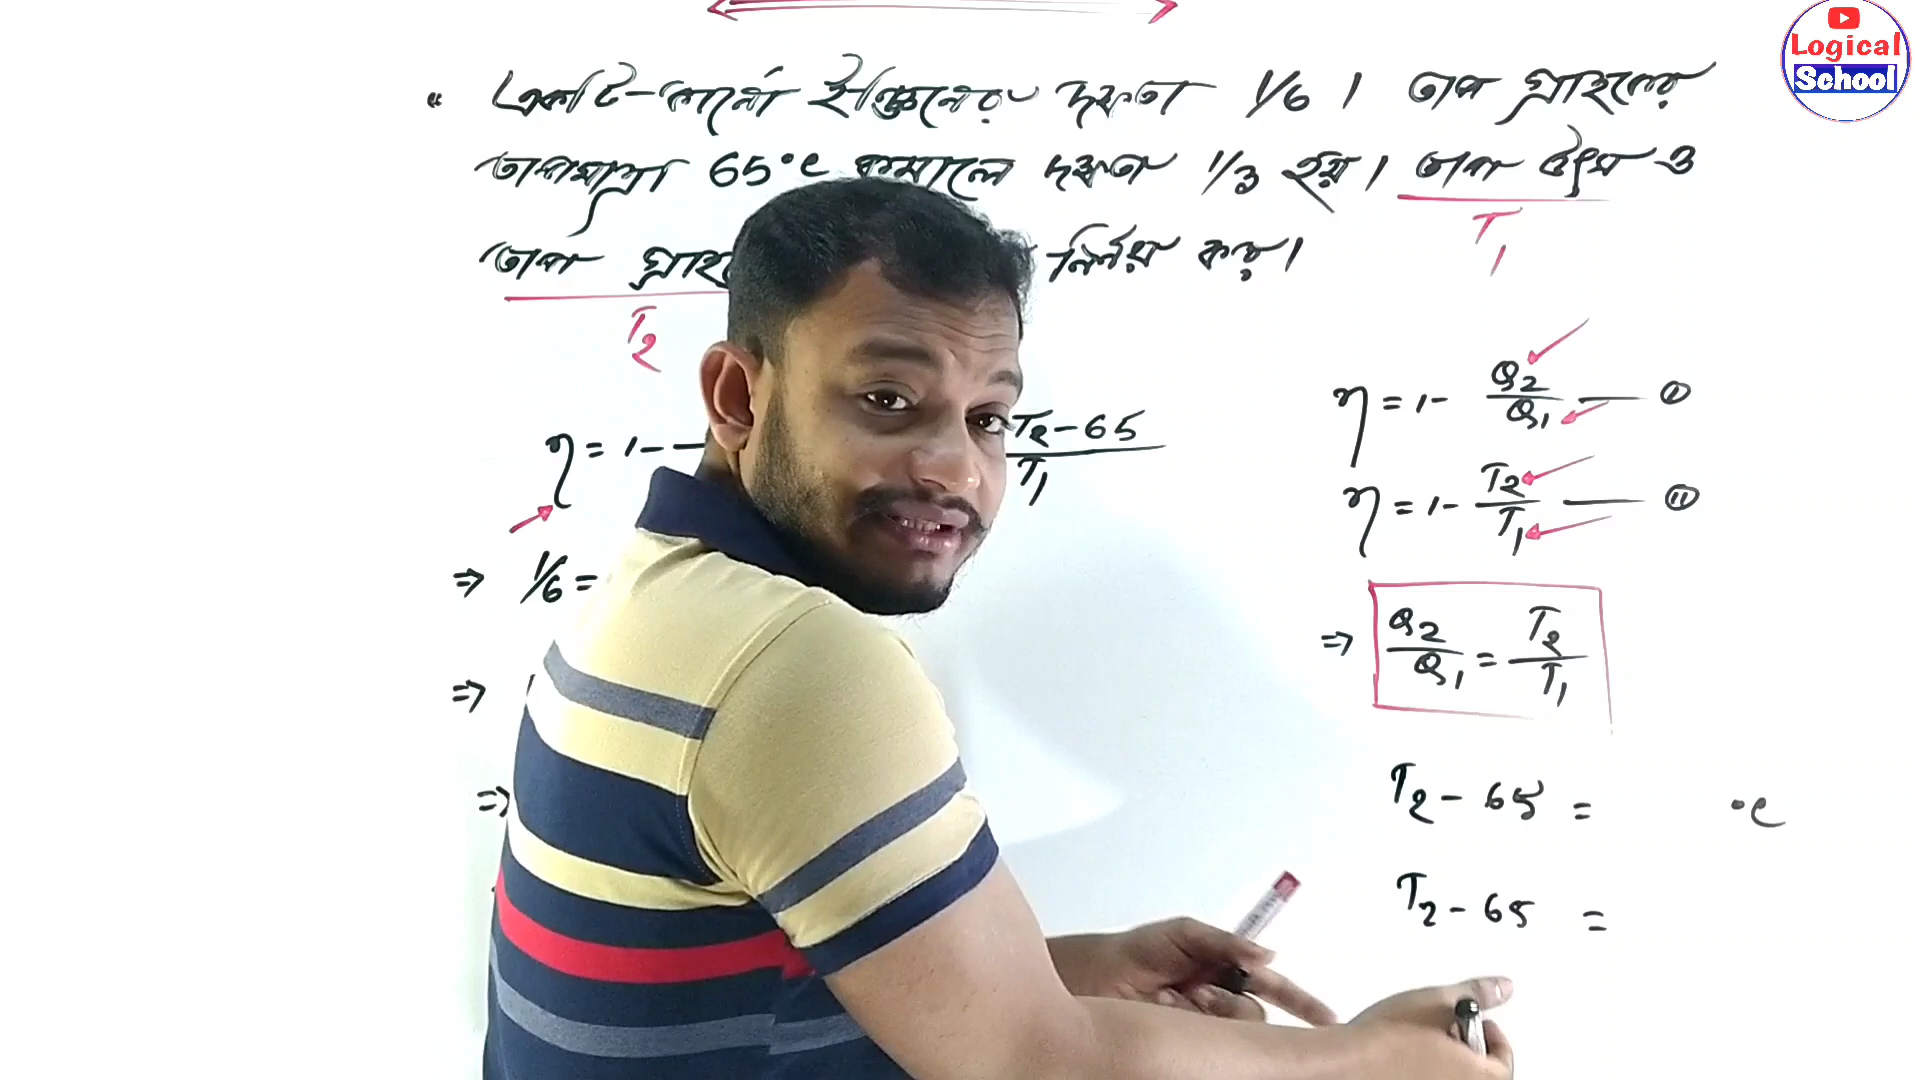 Logical
School
" একটি কার্নো ইঞ্জিনের দক্ষতা 1/6 । তাপ গ্রাহকের
তাপমাত্রা 65°C কমালে দক্ষতা 1/3 হয়। তাপ উৎস ও
T₁
তাপ নির্ণয় কর।
T₂
η = 1 - Q₂/Q₁ — (i)
η = 1 - T₂ - 65 / T₁
η = 1 - T₂/T₁ — (ii)
⇒ 1/6 =
⇒ Q₂/Q₁ = T₂/T₁
⇒
⇒
T₂ - 65 = °C
T₂ - 65 =